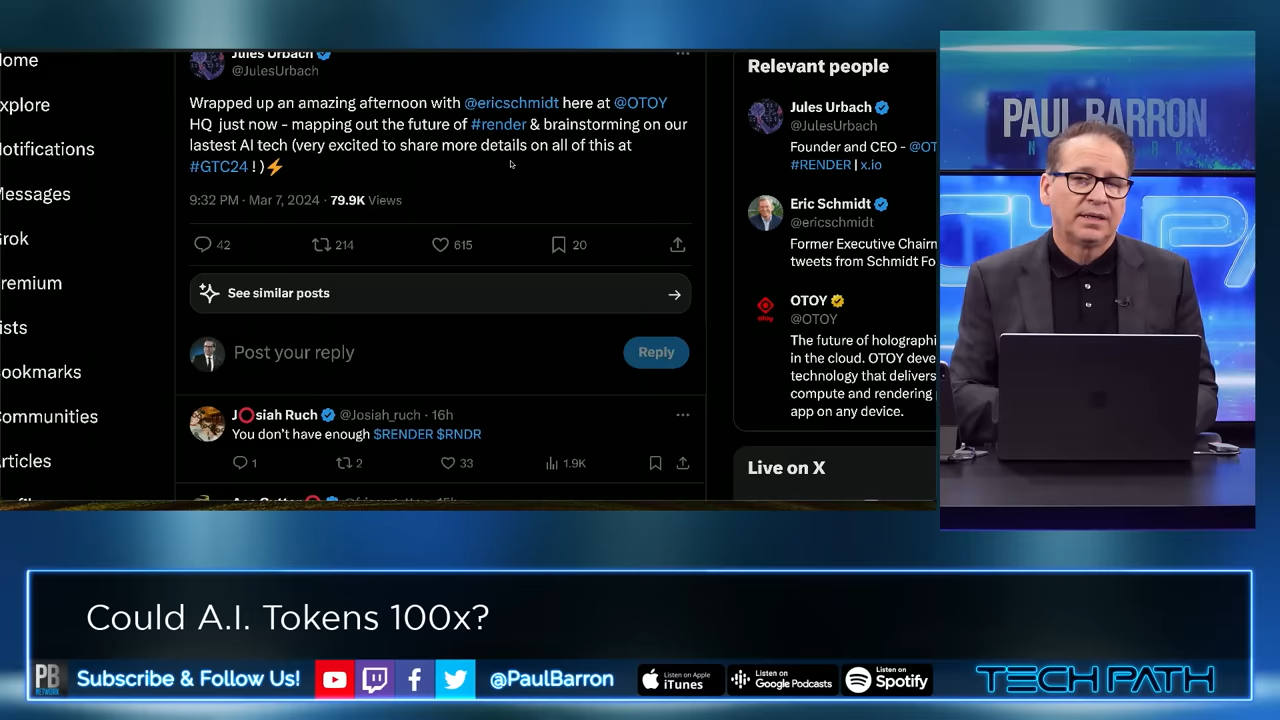 ome
xplore
otifications
Messages
Grok
remium
ists
ookmarks
Communities
rticles
Jules Urbach
@JulesUrbach
Wrapped up an amazing afternoon with @ericschmidt here at @OTOY
HQ just now - mapping out the future of #render & brainstorming on our
lastest AI tech (very excited to share more details on all of this at
#GTC24 ! )⚡
9:32 PM · Mar 7, 2024 · 79.9K Views
42 214 615 20
See similar posts
Post your reply
Reply
J⭕siah Ruch @Josiah_ruch · 16h
You don't have enough $RENDER $RNDR
1 2 33 1.9K
Relevant people
Jules Urbach
@JulesUrbach
Founder and CEO - @OT
#RENDER | x.io
Eric Schmidt
@ericschmidt
Former Executive Chairm
tweets from Schmidt Fo
OTOY
@OTOY
The future of holographi
in the cloud. OTOY deve
technology that delivers
compute and rendering
app on any device.
Live on X
PAUL BARRON
Could A.I. Tokens 100x?
PB
NETWORK
Subscribe & Follow Us!
@PaulBarron
Listen on Apple
iTunes
Listen on
Google Podcasts
Listen on
Spotify
TECH PATH